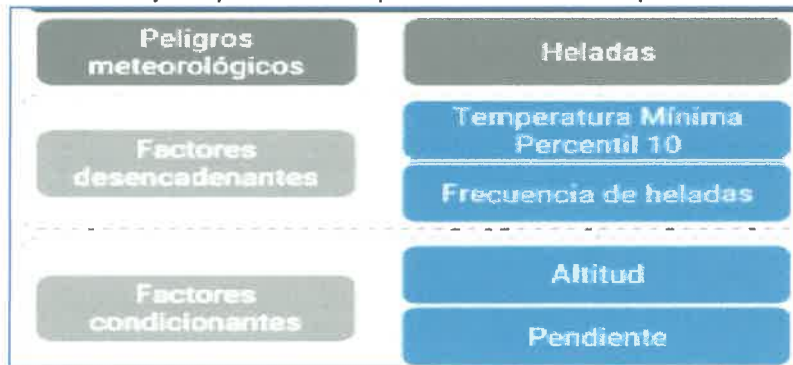 Peligros
meteorológicos
Heladas
Factores
desencadenantes
Temperatura Mínima
Percentil 10
Frecuencia de heladas
Factores
condicionantes
Altitud
Pendiente